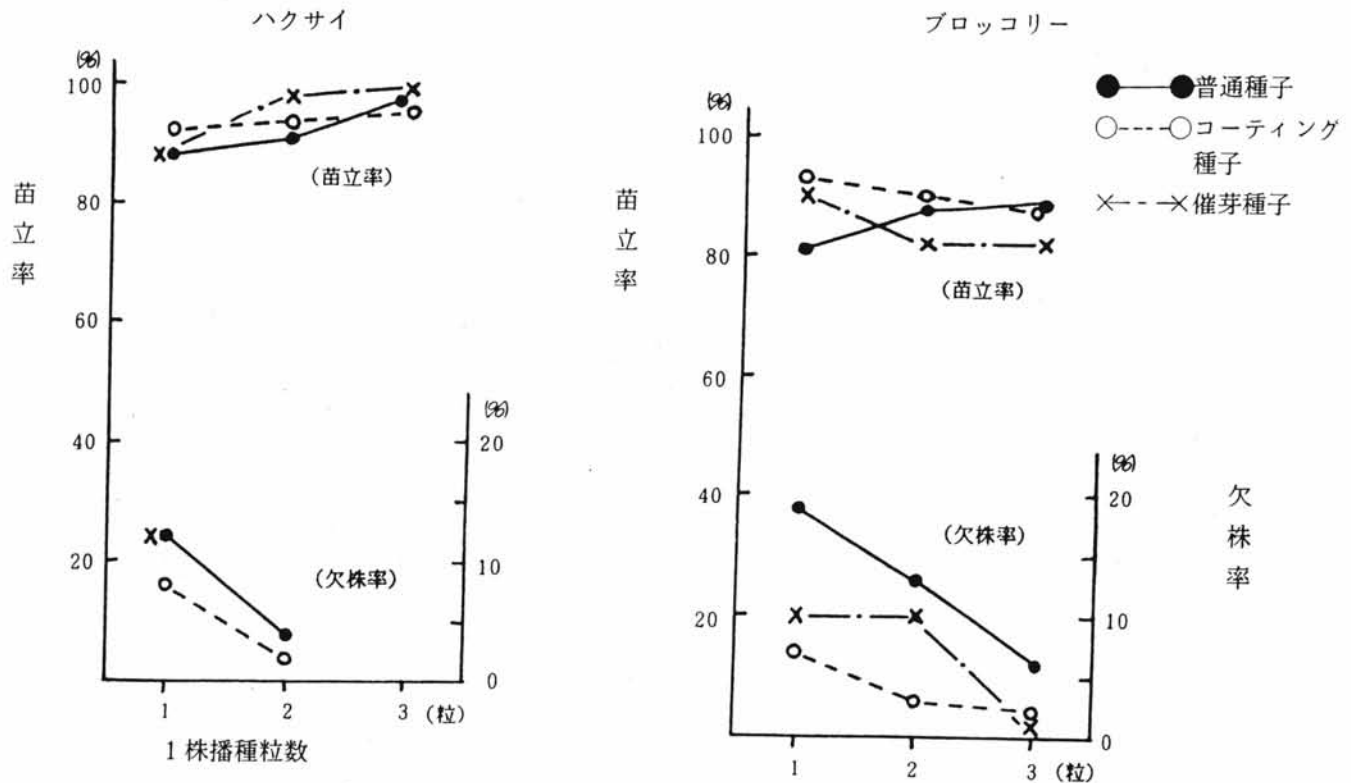 ハクサイ
(%)
100
80
60
40
20
苗立率
(苗立率)
(欠株率)
(%)
20
10
0
1 2 3 (粒)
1株播種粒数
ブロッコリー
(%)
100
80
60
40
20
苗立率
(苗立率)
(欠株率)
(%)
20
10
0
欠株率
1 2 3 (粒)
普通種子
コーティング
種子
催芽種子